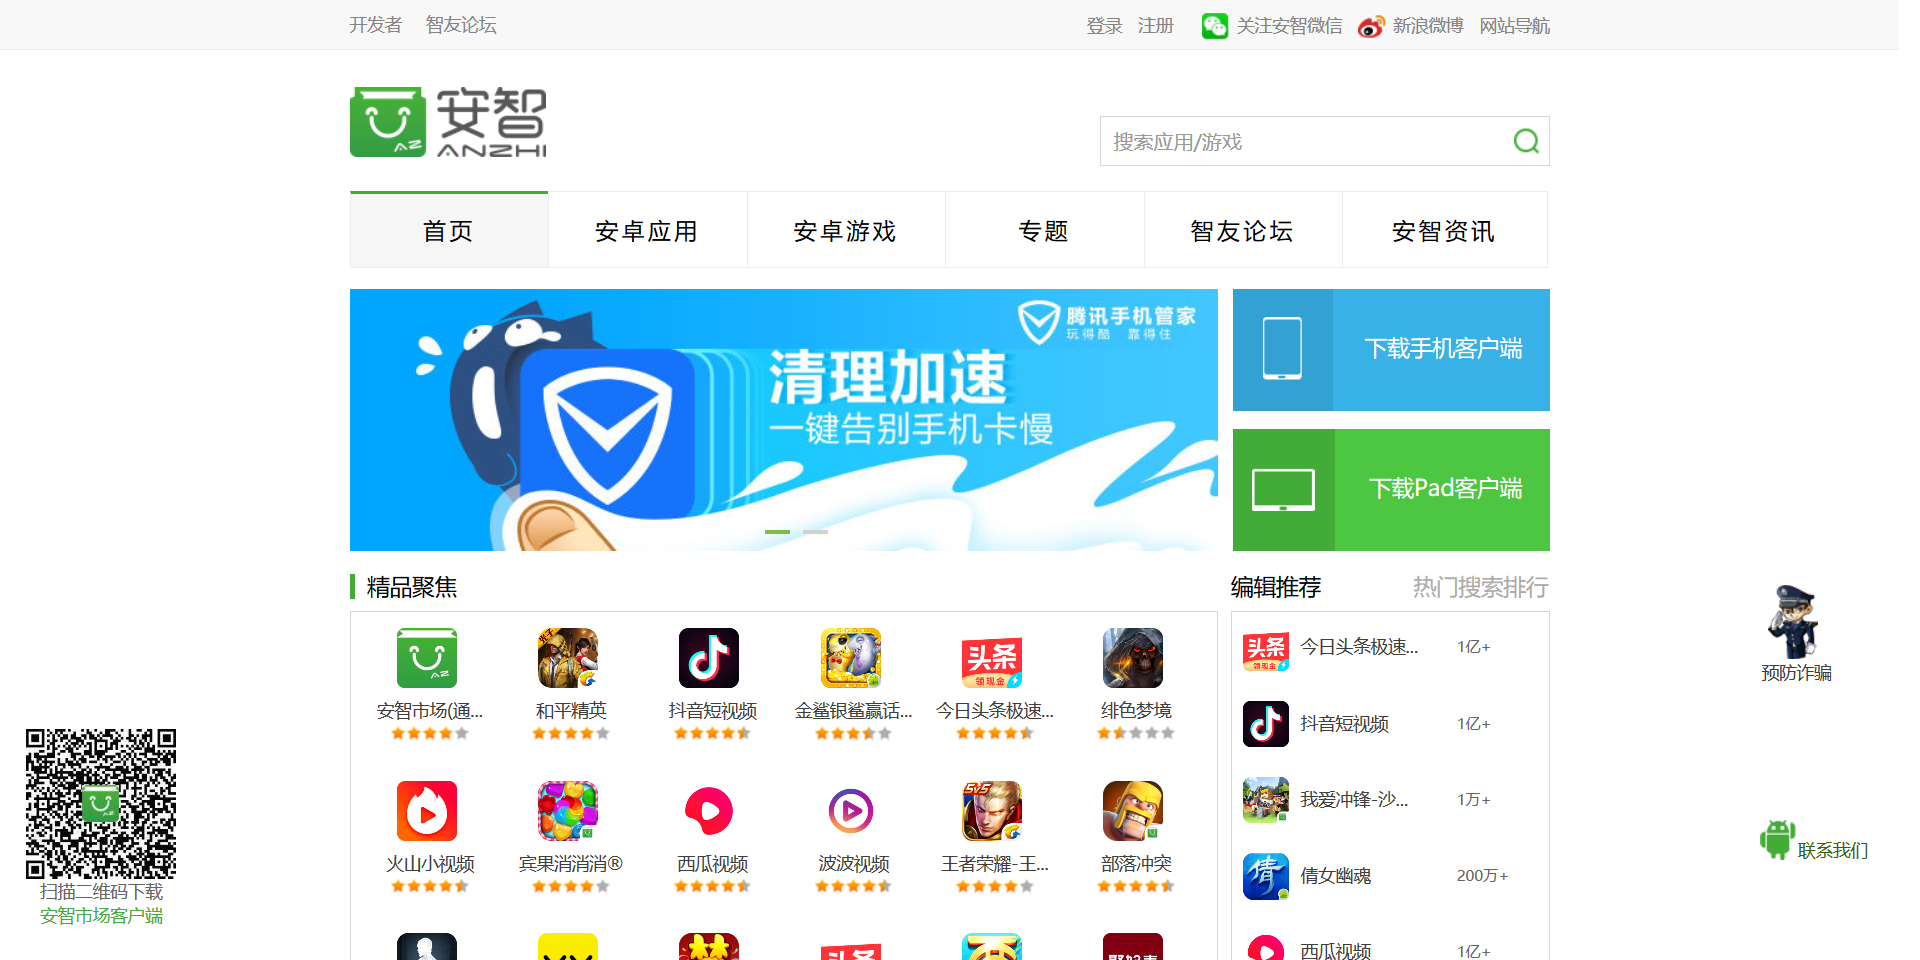 开发者 智友论坛 登录 注册 关注安智微信 新浪微博 网站导航
安智
ANZHI
搜索应用/游戏
首页 安卓应用 安卓游戏 专题 智友论坛 安智资讯
腾讯手机管家
玩得酷 靠得住
清理加速
一键告别手机卡慢
下载手机客户端
下载Pad客户端
精品聚焦
编辑推荐 热门搜索排行
安智市场(通... 和平精英 抖音短视频 金鲨银鲨赢话... 今日头条极速... 绯色梦境
火山小视频 宾果消消消® 西瓜视频 波波视频 王者荣耀-王... 部落冲突
头条
领现金
5V5
今日头条极速... 1亿+
抖音短视频 1亿+
我爱冲锋-沙... 1万+
倩女幽魂 200万+
西瓜视频 1亿+
预防诈骗
联系我们
扫描二维码下载
安智市场客户端